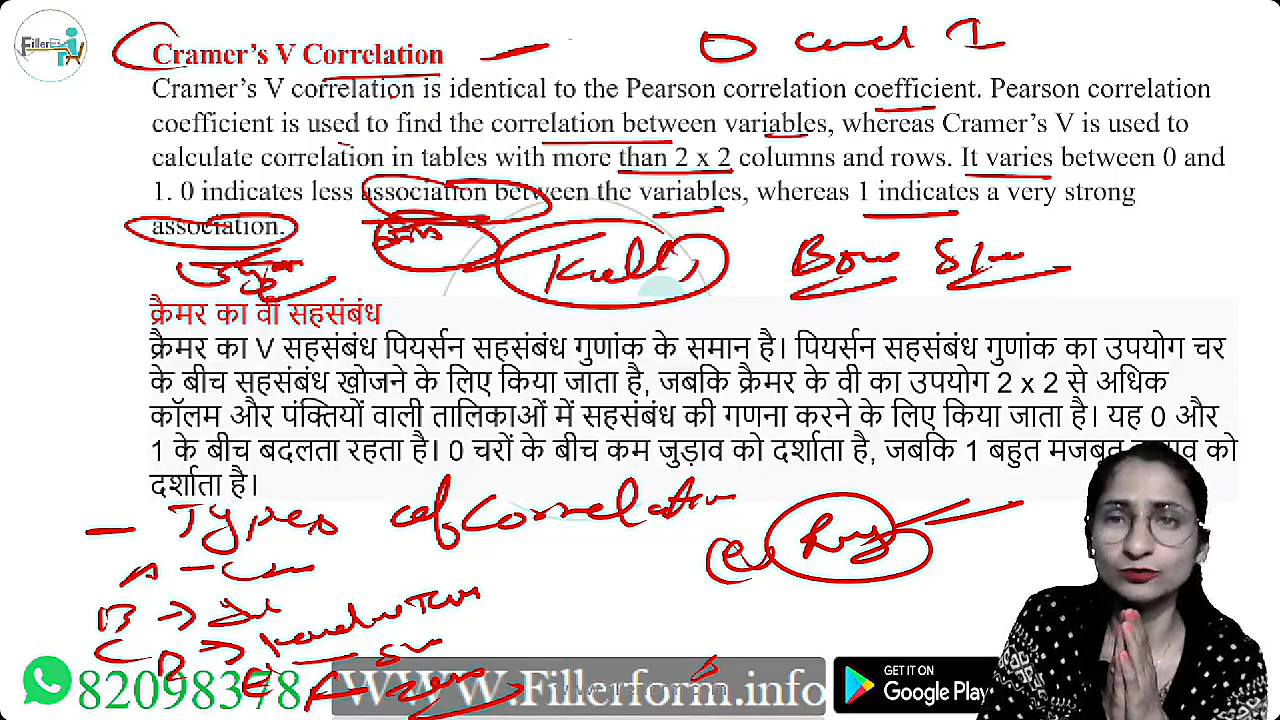 Filler
Cramer's V Correlation
0 and 1
Cramer's V correlation is identical to the Pearson correlation coefficient. Pearson correlation
coefficient is used to find the correlation between variables, whereas Cramer's V is used to
calculate correlation in tables with more than 2 x 2 columns and rows. It varies between 0 and
1. 0 indicates less association between the variables, whereas 1 indicates a very strong
association.
क्रैमर का वी सहसंबंध
क्रैमर का V सहसंबंध पियर्सन सहसंबंध गुणांक के समान है। पियर्सन सहसंबंध गुणांक का उपयोग चर
के बीच सहसंबंध खोजने के लिए किया जाता है, जबकि क्रैमर के वी का उपयोग 2 x 2 से अधिक
कॉलम और पंक्तियों वाली तालिकाओं में सहसंबंध की गणना करने के लिए किया जाता है। यह 0 और
1 के बीच बदलता रहता है। 0 चरों के बीच कम जुड़ाव को दर्शाता है, जबकि 1 बहुत मजबूत को
दर्शाता है।
Types of Correlation
A
B
C
82098378
WWW.Fillerform.info
GET IT ON
Google Play